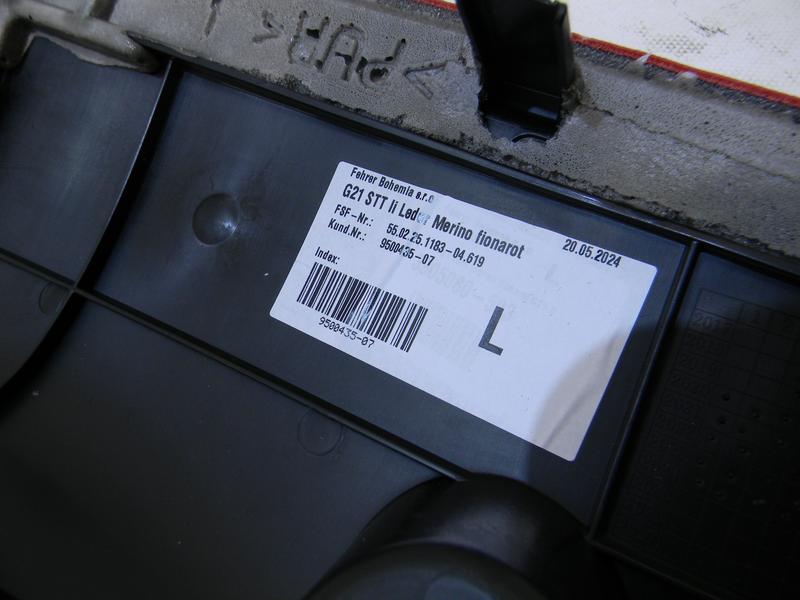 >PUR<
Fehrer Bohemia s.r.o
G21 STT li Leder Merino fionarot
20.05.2024
FSF-Nr.: 55.02.25.1183-04.619
Kund.Nr.: 9500435-07
Index:
9500435-07
L